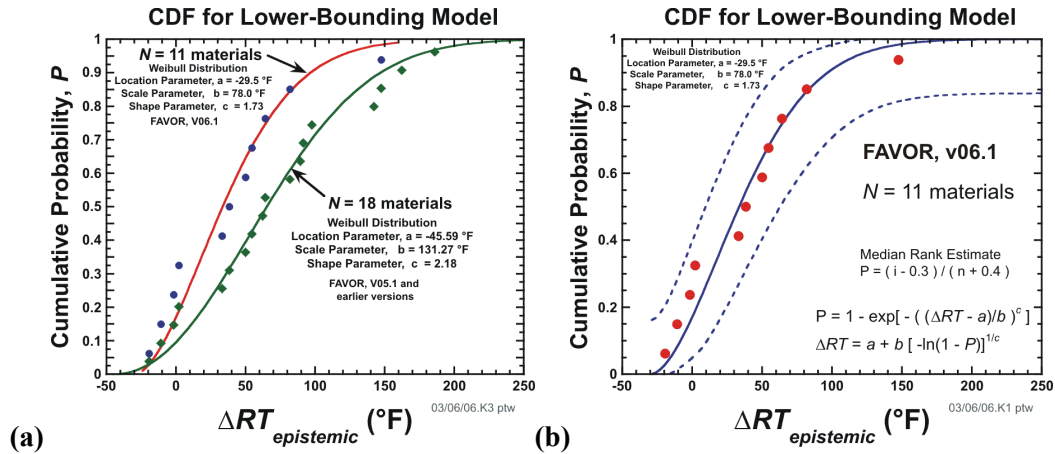 CDF for Lower-Bounding Model
Cumulative Probability, P
1
0.9
0.8
0.7
0.6
0.5
0.4
0.3
0.2
0.1
0
N = 11 materials
Weibull Distribution
Location Parameter, a = -29.5 °F
Scale Parameter, b = 78.0 °F
Shape Parameter, c = 1.73
FAVOR, V06.1
N = 18 materials
Weibull Distribution
Location Parameter, a = -45.59 °F
Scale Parameter, b = 131.27 °F
Shape Parameter, c = 2.18
FAVOR, V05.1 and
earlier versions
-50 0 50 100 150 200 250
03/06/06.K3 ptw
ΔRTepistemic (°F)
(a)
CDF for Lower-Bounding Model
Cumulative Probability, P
1
0.8
0.6
0.4
0.2
0
Weibull Distribution
Location Parameter, a = -29.5 °F
Scale Parameter, b = 78.0 °F
Shape Parameter, c = 1.73
FAVOR, v06.1
N = 11 materials
Median Rank Estimate
P = ( i - 0.3 ) / ( n + 0.4 )
P = 1 - exp[ - ( (ΔRT - a)/b )^c ]
ΔRT = a + b [ -ln(1 - P)]^1/c
-50 0 50 100 150 200 250
03/06/06.K1 ptw
ΔRTepistemic (°F)
(b)